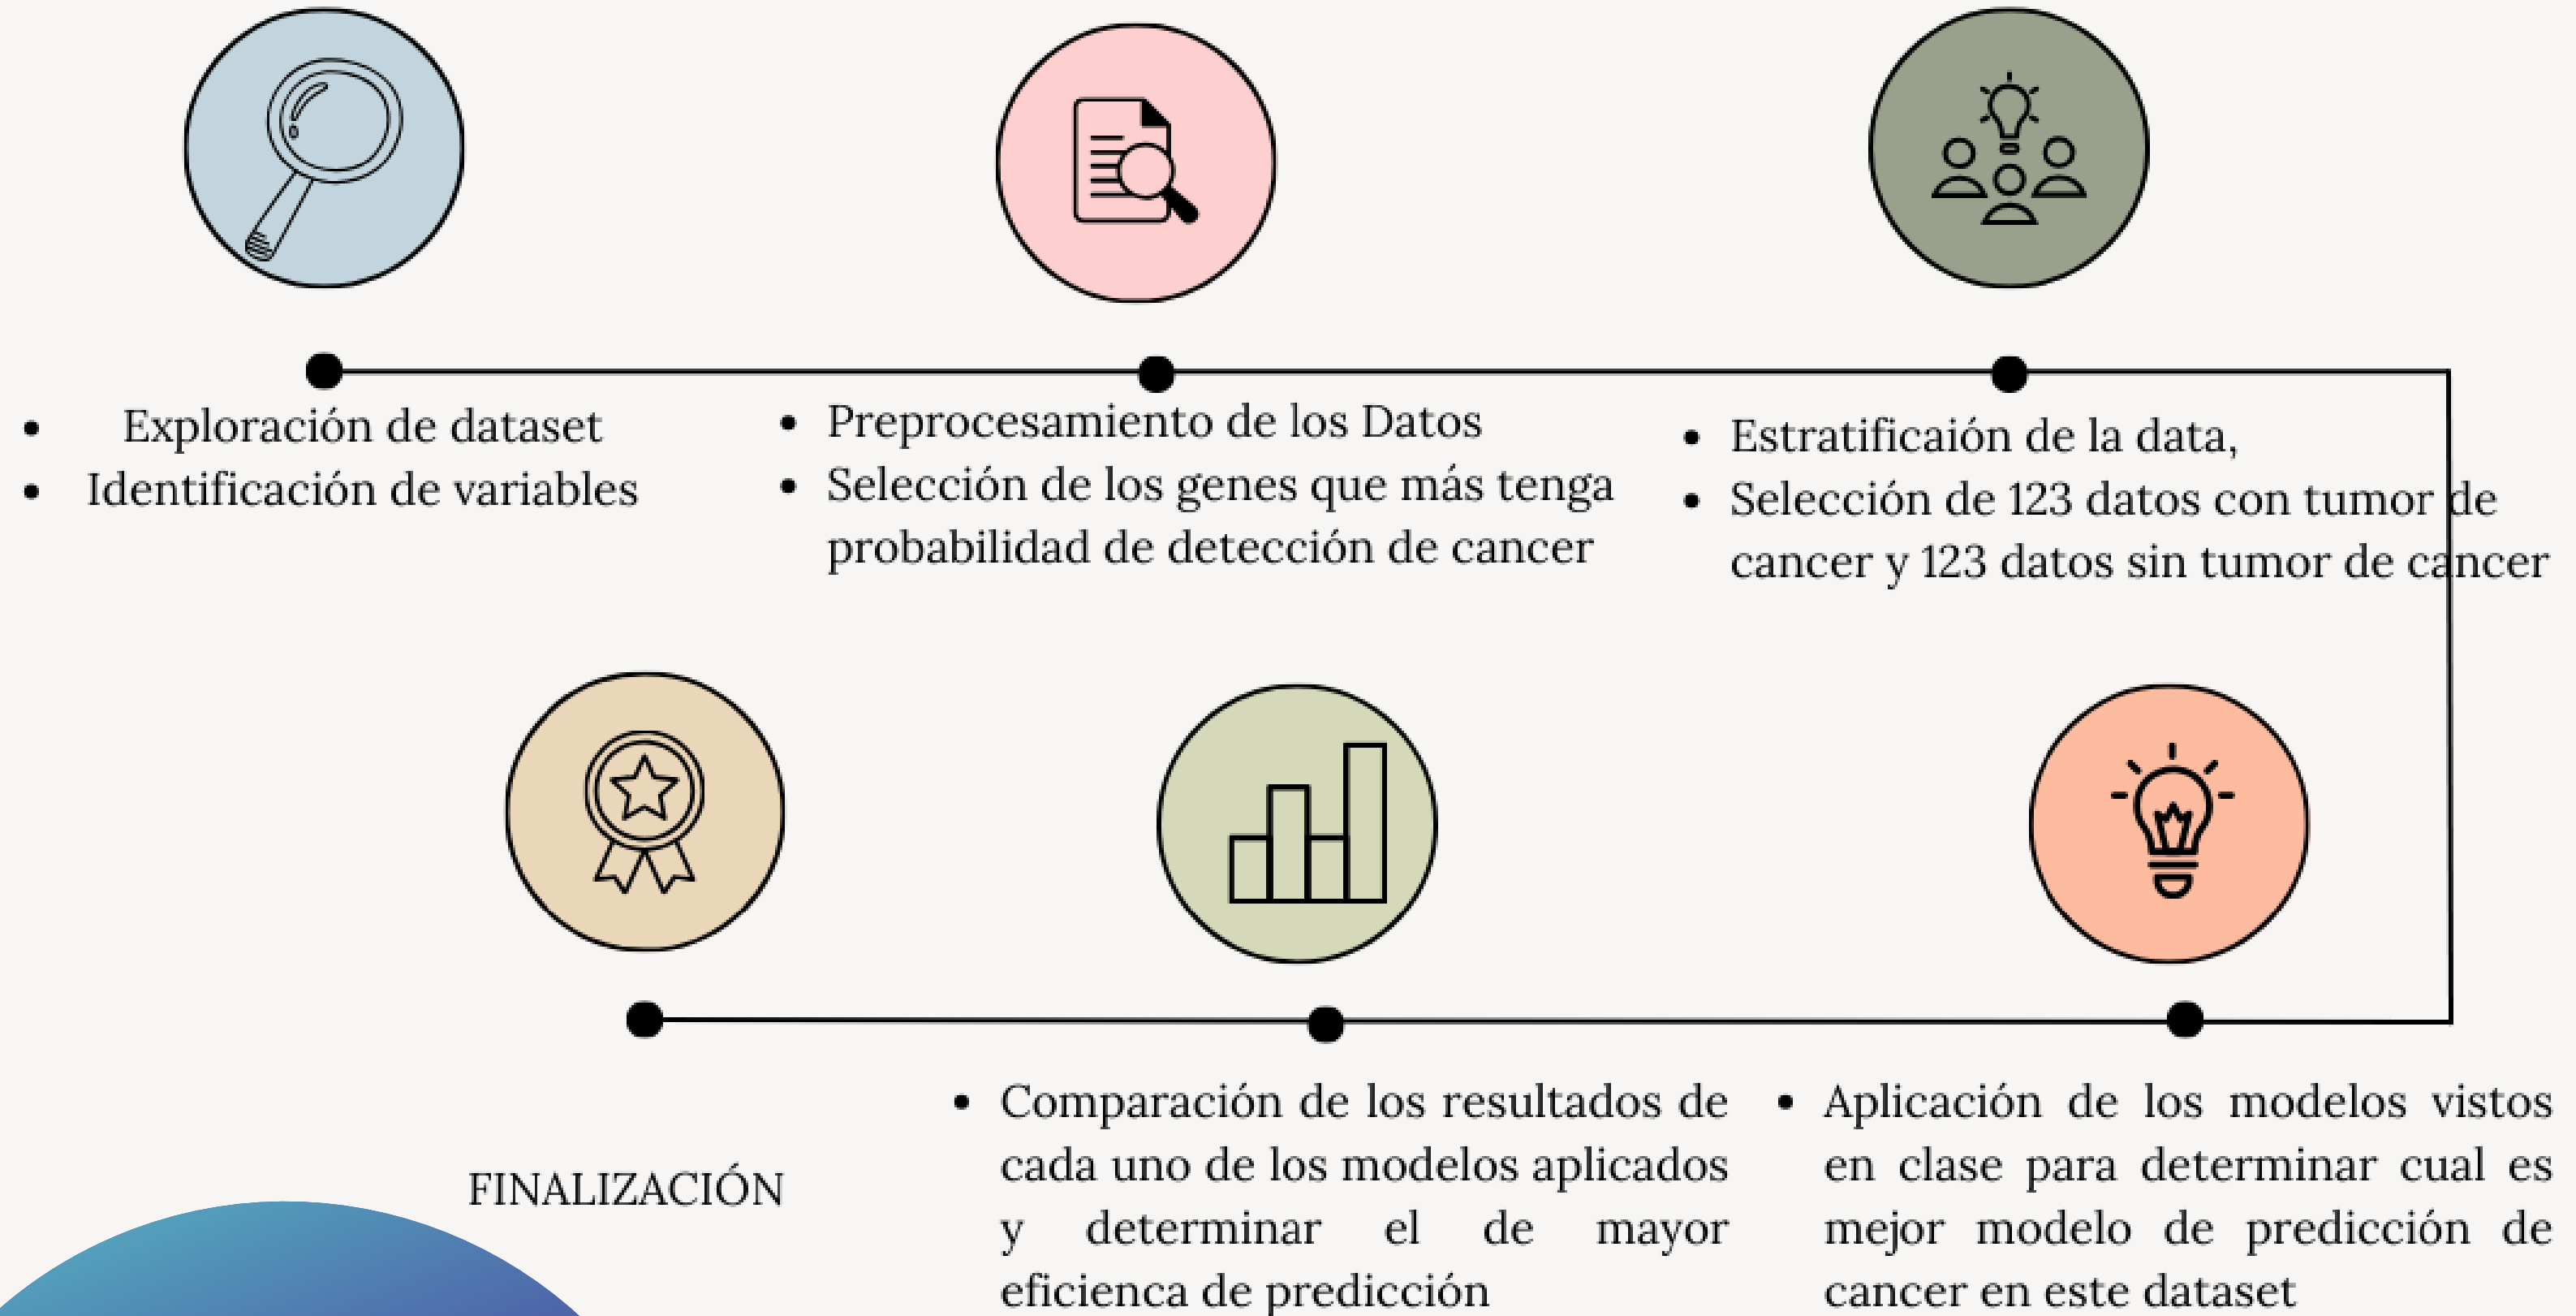 Exploración de dataset
Identificación de variables
Preprocesamiento de los Datos
Selección de los genes que más tenga
probabilidad de detección de cancer
Estratificaión de la data,
Selección de 123 datos con tumor de
cancer y 123 datos sin tumor de cancer
FINALIZACIÓN
Comparación de los resultados de
cada uno de los modelos aplicados
y determinar el de mayor
eficienca de predicción
Aplicación de los modelos vistos
en clase para determinar cual es
mejor modelo de predicción de
cancer en este dataset